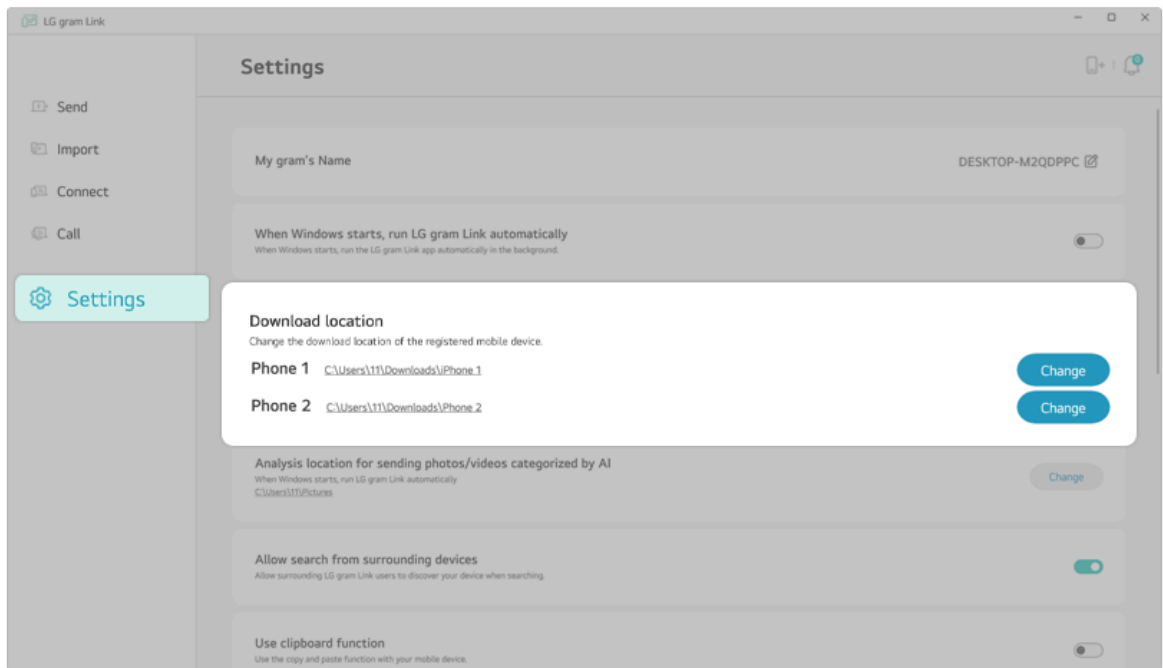 LG gram Link
Settings
Send
Import
Connect
Call
Settings
My gram's Name
DESKTOP-M2QDPPC
When Windows starts, run LG gram Link automatically
When Windows starts, run the LG gram Link app automatically in the background.
Download location
Change the download location of the registered mobile device.
Phone 1 C:\Users\11\Downloads\iPhone 1 Change
Phone 2 C:\Users\11\Downloads\Phone 2 Change
Analysis location for sending photos/videos categorized by AI
When Windows starts, run LG gram Link automatically
C:\Users\11\Pictures
Change
Allow search from surrounding devices
Allow surrounding LG gram Link users to discover your device when searching.
Use clipboard function
Use the copy and paste function with your mobile device.